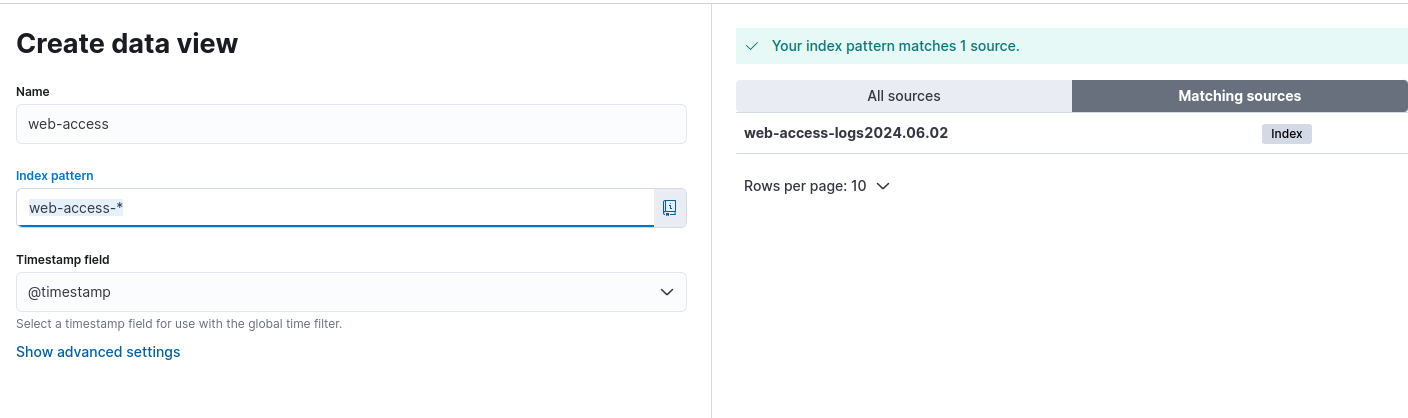 Create data view
Name
web-access
Index pattern
web-access-*
Timestamp field
@timestamp
Select a timestamp field for use with the global time filter.
Show advanced settings
Your index pattern matches 1 source.
All sources
Matching sources
web-access-logs2024.06.02
Index
Rows per page: 10